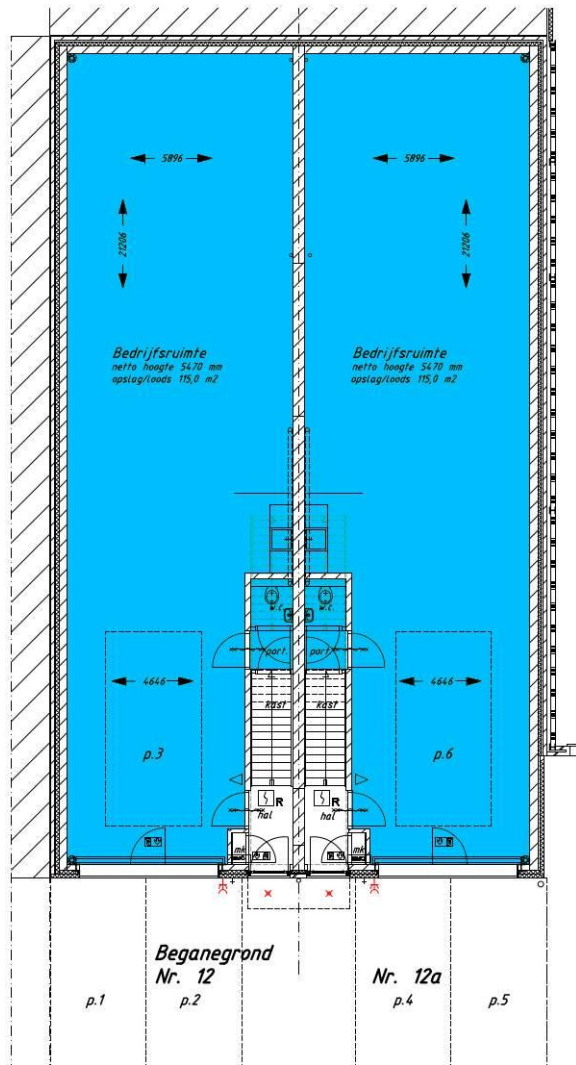 5896 5896
21206 21206
Bedrijfsruimte Bedrijfsruimte
netto hoogte 5470 mm netto hoogte 5470 mm
opslag/loods 115,0 m2 opslag/loods 115,0 m2
w.c. w.c.
port. port.
4646 4646
kast kast
p.3 p.6
R R
hal hal
mk mk
Beganegrond
Nr. 12 Nr. 12a
p.1 p.2 p.4 p.5